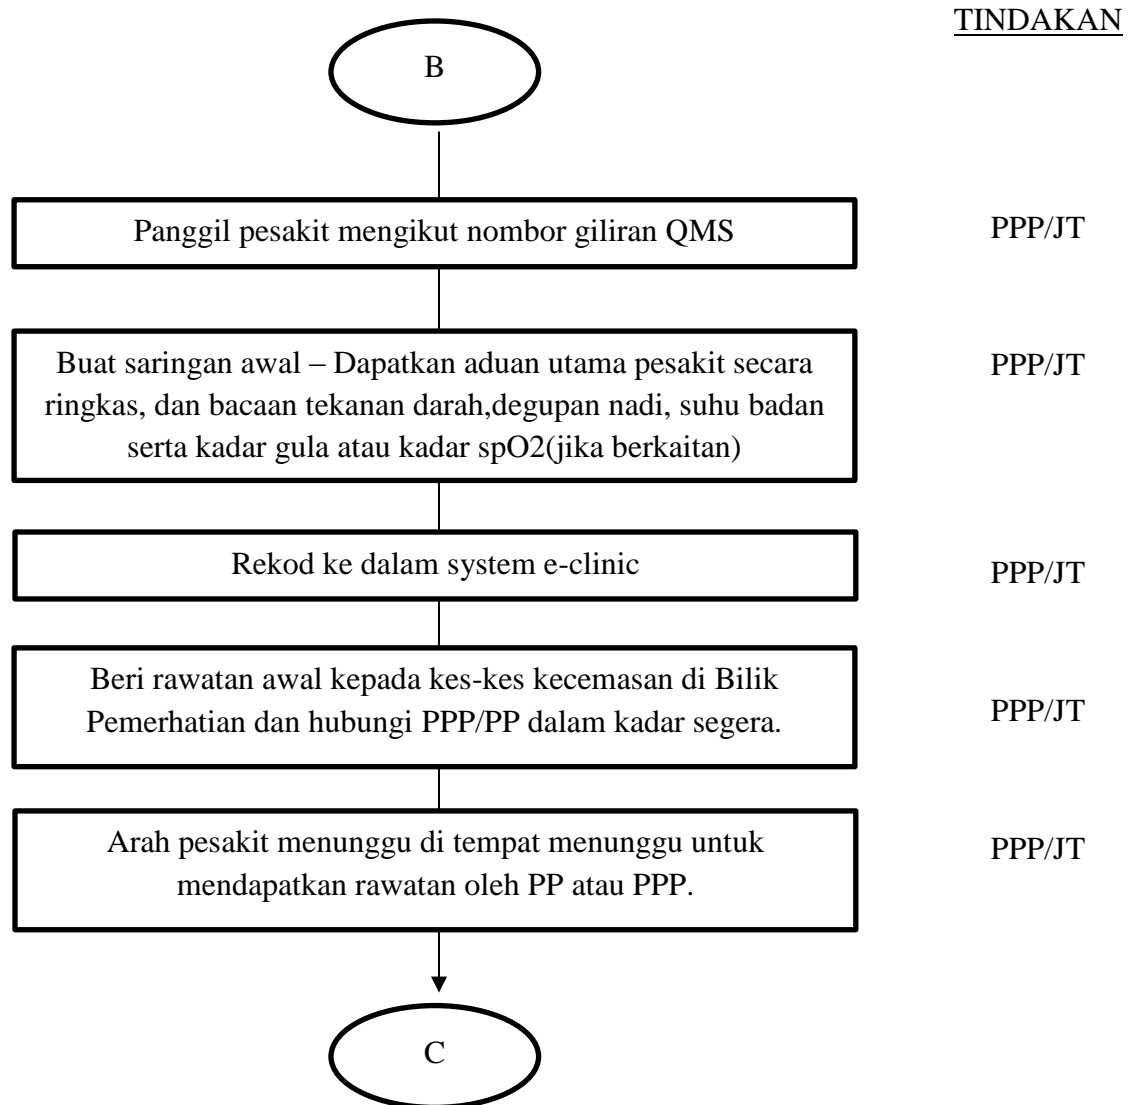 TINDAKAN
B
Panggil pesakit mengikut nombor giliran QMS
PPP/JT
Buat saringan awal – Dapatkan aduan utama pesakit secara
ringkas, dan bacaan tekanan darah,degupan nadi, suhu badan
serta kadar gula atau kadar spO2(jika berkaitan)
PPP/JT
Rekod ke dalam system e-clinic
PPP/JT
Beri rawatan awal kepada kes-kes kecemasan di Bilik
Pemerhatian dan hubungi PPP/PP dalam kadar segera.
PPP/JT
Arah pesakit menunggu di tempat menunggu untuk
mendapatkan rawatan oleh PP atau PPP.
PPP/JT
C